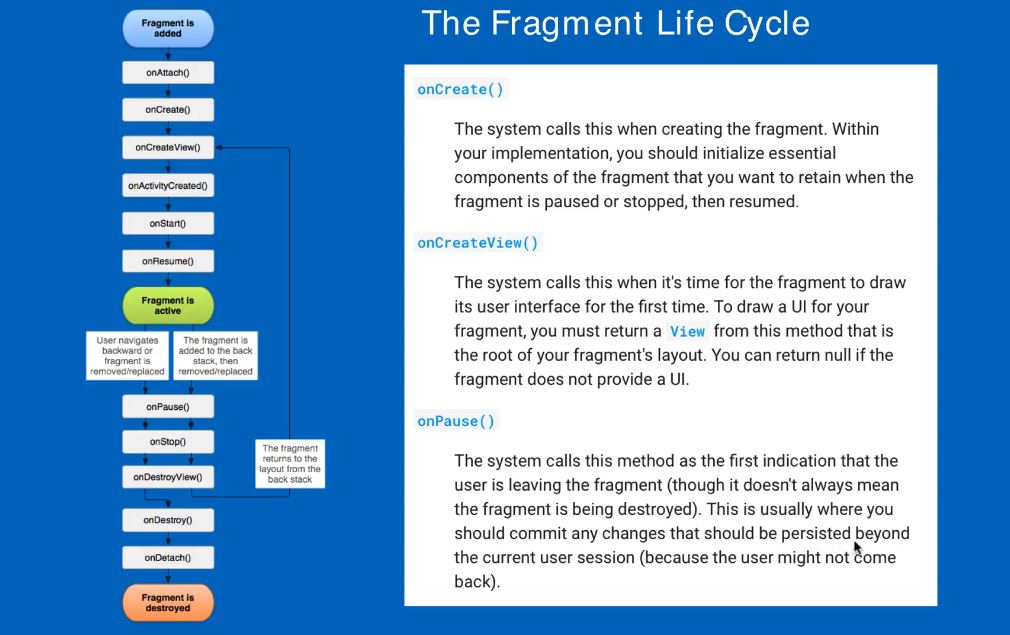 The Fragment Life Cycle
Fragment is
added
onAttach()
onCreate()
onCreateView()
onActivityCreated()
onStart()
onResume()
Fragment is
active
User navigates
backward or
fragment is
removed/replaced
The fragment is
added to the back
stack, then
removed/replaced
onPause()
onStop()
onDestroyView()
The fragment
returns to the
layout from the
back stack
onDestroy()
onDetach()
Fragment is
destroyed
onCreate()
The system calls this when creating the fragment. Within
your implementation, you should initialize essential
components of the fragment that you want to retain when the
fragment is paused or stopped, then resumed.
onCreateView()
The system calls this when it's time for the fragment to draw
its user interface for the first time. To draw a UI for your
fragment, you must return a View from this method that is
the root of your fragment's layout. You can return null if the
fragment does not provide a UI.
onPause()
The system calls this method as the first indication that the
user is leaving the fragment (though it doesn't always mean
the fragment is being destroyed). This is usually where you
should commit any changes that should be persisted beyond
the current user session (because the user might not come
back).